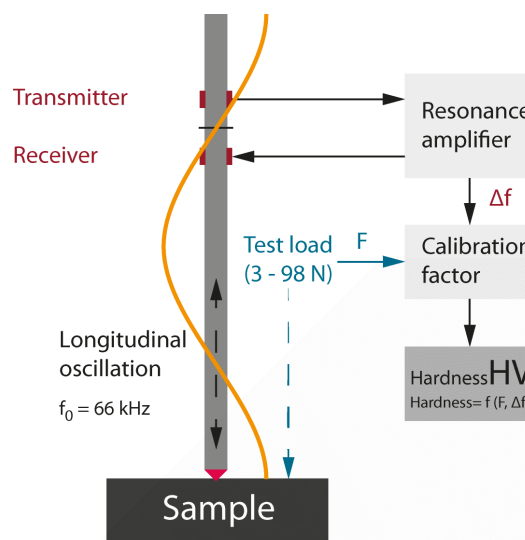 Transmitter
Receiver
Resonance
amplifier
Δf
Test load
(3 - 98 N)
F
Calibration
factor
Longitudinal
oscillation
f₀ = 66 kHz
Hardness HV
Hardness= f (F, Δf
Sample